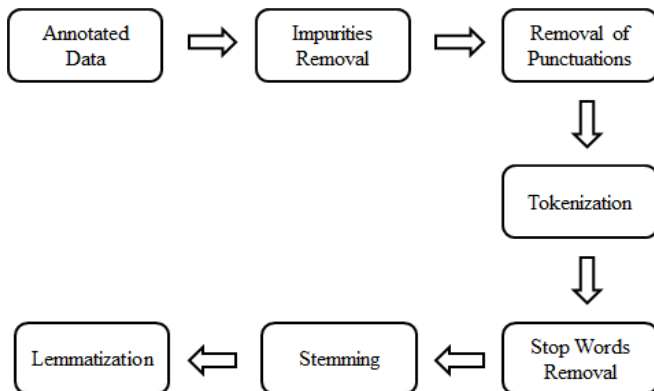 Annotated
Data
Impurities
Removal
Removal of
Punctuations
Tokenization
Stop Words
Removal
Stemming
Lemmatization